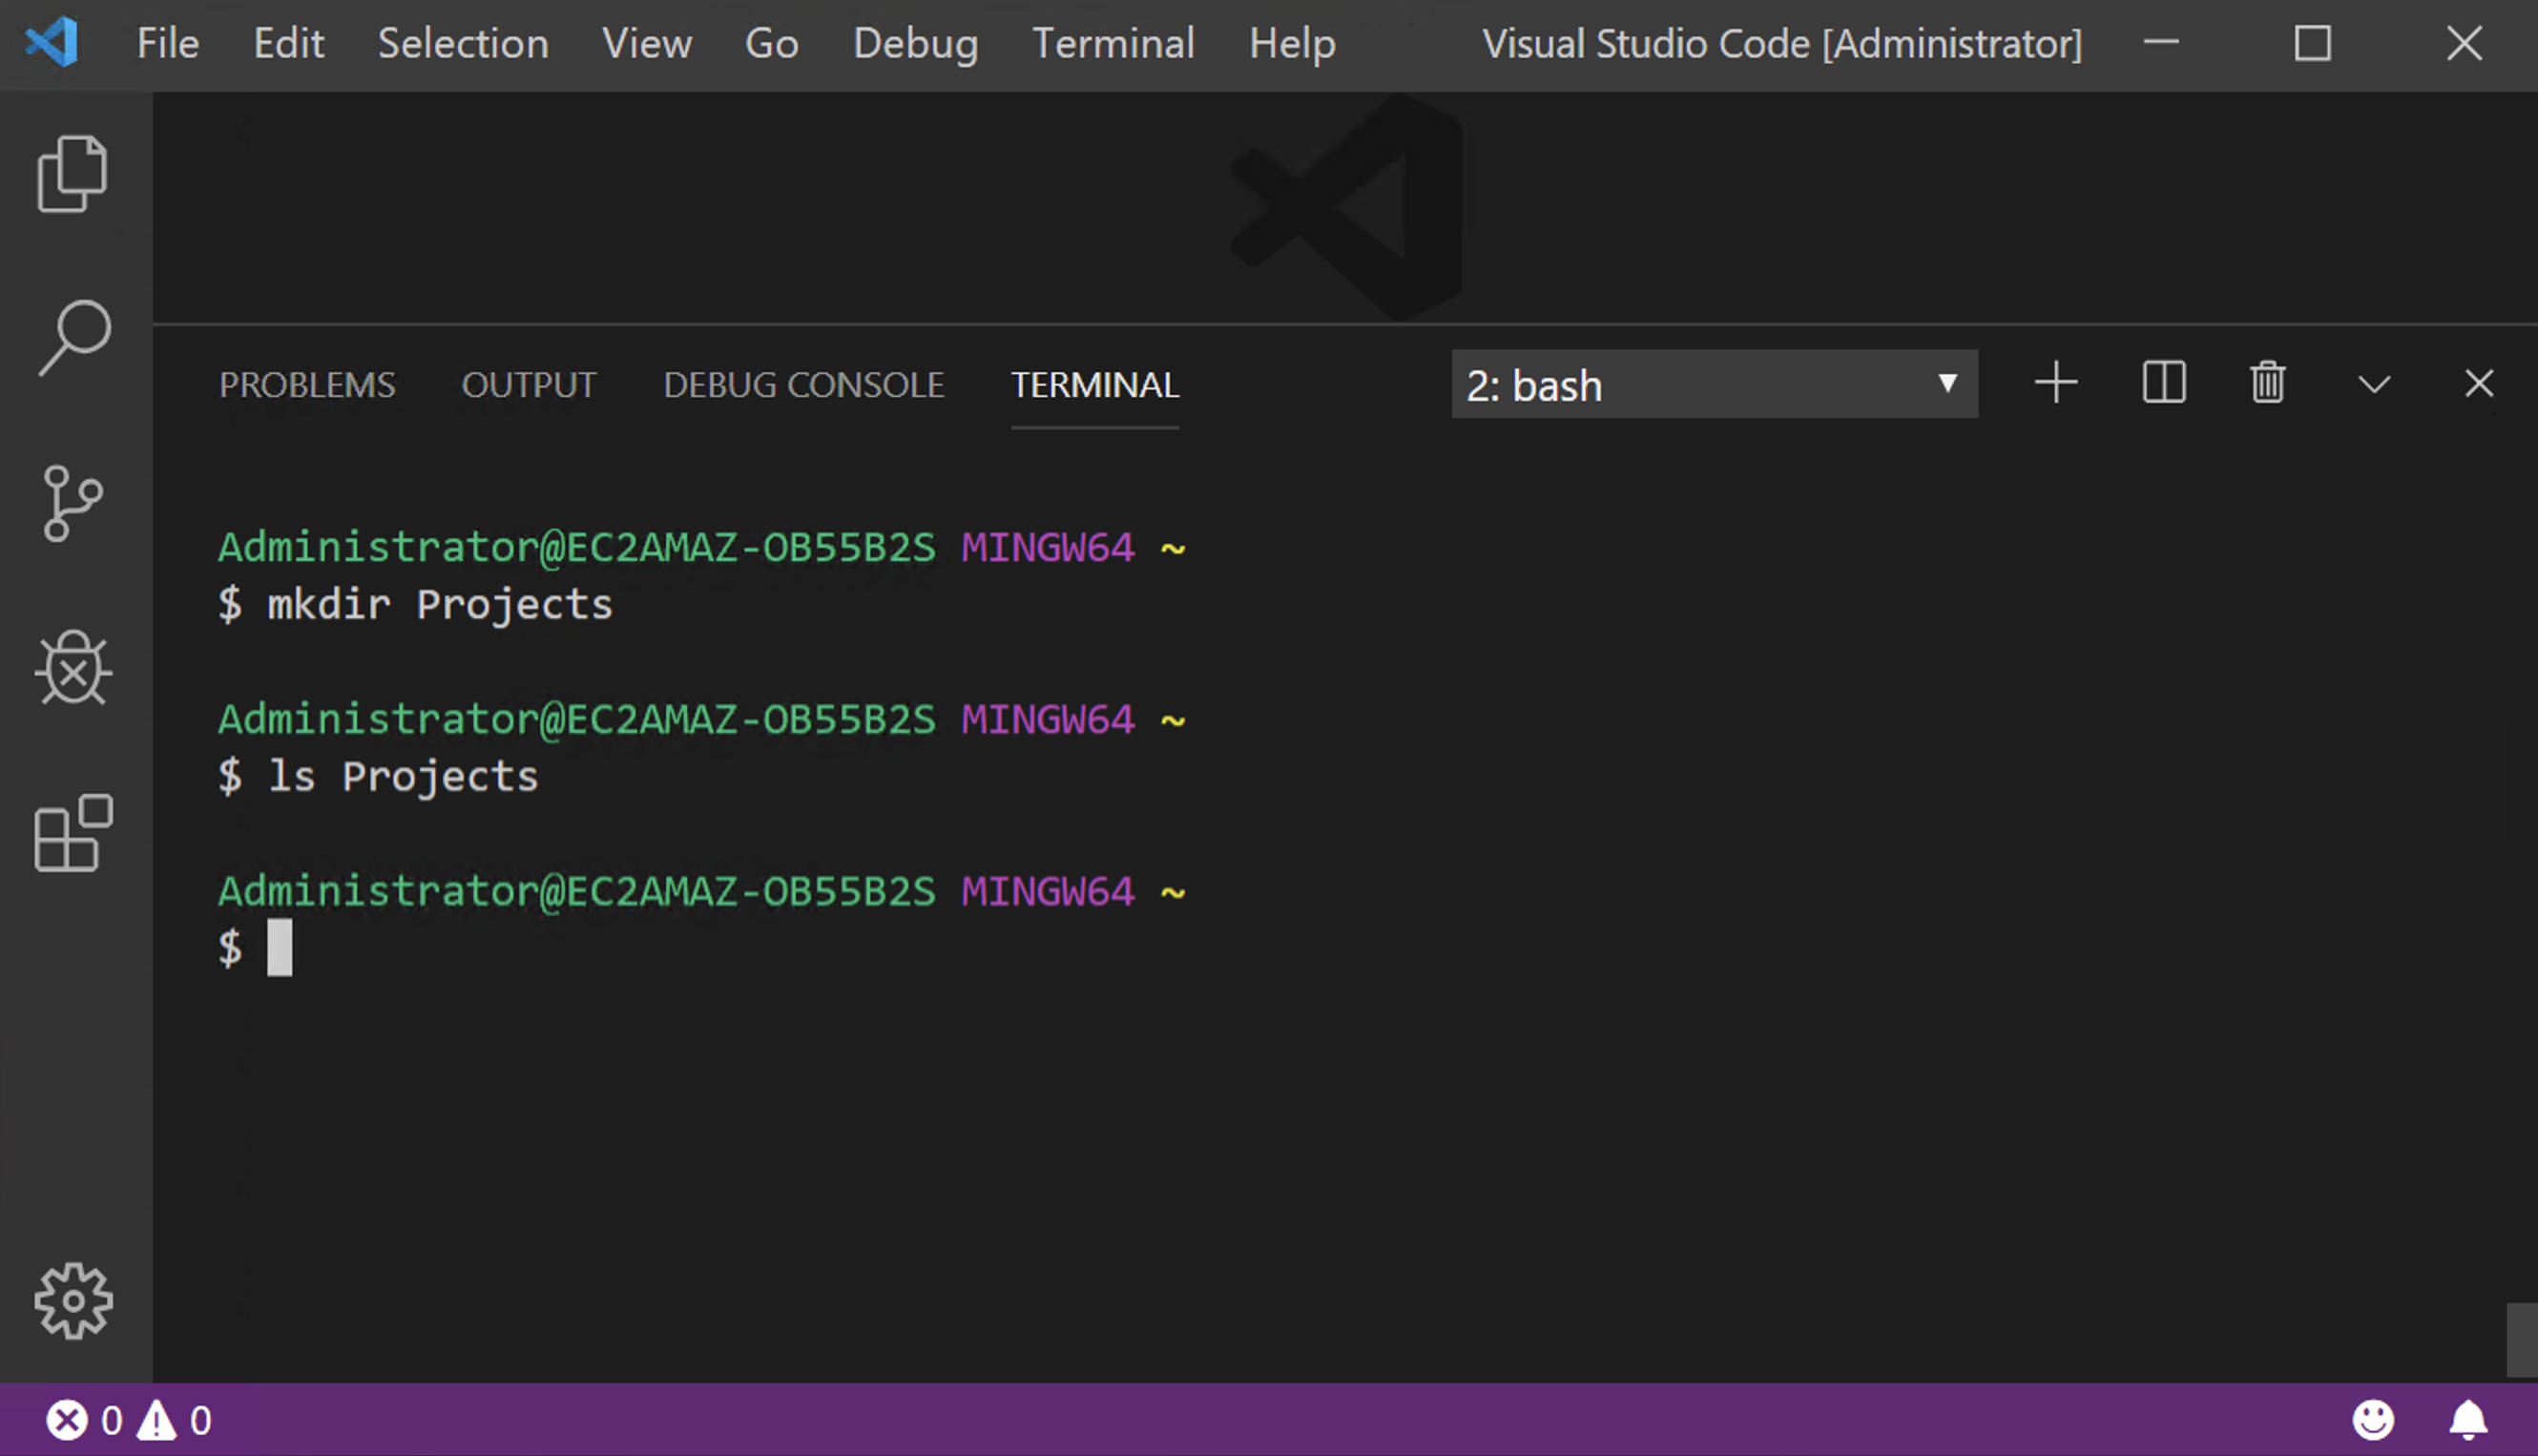 File Edit Selection View Go Debug Terminal Help Visual Studio Code [Administrator]
PROBLEMS OUTPUT DEBUG CONSOLE TERMINAL 2: bash
Administrator@EC2AMAZ-OB55B2S MINGW64 ~
$ mkdir Projects
Administrator@EC2AMAZ-OB55B2S MINGW64 ~
$ ls Projects
Administrator@EC2AMAZ-OB55B2S MINGW64 ~
$
0 0